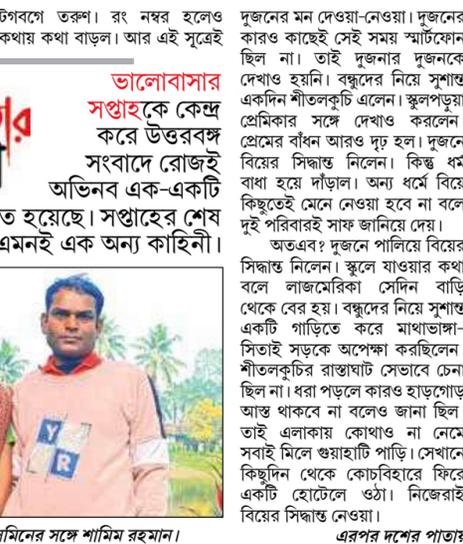 টগবগে তরুণ। রং নম্বর হলেও
কথায় কথা বাড়ল। আর এই সূত্রেই
ভালোবাসার
সপ্তাহকে কেন্দ্র
করে উত্তরবঙ্গ
সংবাদে রোজই
অভিনব এক-একটি
ত হয়েছে। সপ্তাহের শেষ
এমনই এক অন্য কাহিনী।
YR
মিনের সঙ্গে শামিম রহমান।
দুজনের মন দেওয়া-নেওয়া। দুজনের
কারও কাছেই সেই সময় স্মার্টফোন
ছিল না। তাই দুজনার দুজনকে
দেখাও হয়নি। বন্ধুদের নিয়ে সুশান্ত
একদিন শীতলকুচি এলেন। স্কুলপড়ুয়া
প্রেমিকার সঙ্গে দেখাও করলেন
প্রেমের বাঁধন আরও দৃঢ় হল। দুজনে
বিয়ের সিদ্ধান্ত নিলেন। কিন্তু ধর্ম
বাধা হয়ে দাঁড়াল। অন্য ধর্মে বিয়ে
কিছুতেই মেনে নেওয়া হবে না বলে
দুই পরিবারই সাফ জানিয়ে দেয়।
অতএব? দুজনে পালিয়ে বিয়ের
সিদ্ধান্ত নিলেন। স্কুলে যাওয়ার কথা
বলে লাজমেরিকা সেদিন বাড়ি
থেকে বের হয়। বন্ধুদের নিয়ে সুশান্ত
একটি গাড়িতে করে মাথাভাঙ্গা-
সিতাই সড়কে অপেক্ষা করছিলেন
শীতলকুচির রাস্তাঘাট সেভাবে চেনা
ছিল না। ধরা পড়লে কারও হাড়গোড়
আস্ত থাকবে না বলেও জানা ছিল
তাই এলাকায় কোথাও না নেমে
সবাই মিলে গুয়াহাটি পাড়ি। সেখানে
কিছুদিন থেকে কোচবিহারে ফিরে
একটি হোটেলে ওঠা। নিজেরাই
বিয়ের সিদ্ধান্ত নেওয়া।
এরপর দশের পাতায়